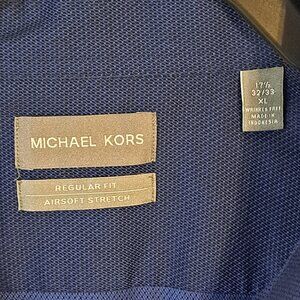 MICHAEL KORS
REGULAR FIT
AIRSOFT STRETCH
17½
32/33
XL
WRINKLE FREE
MADE IN
INDONESIA